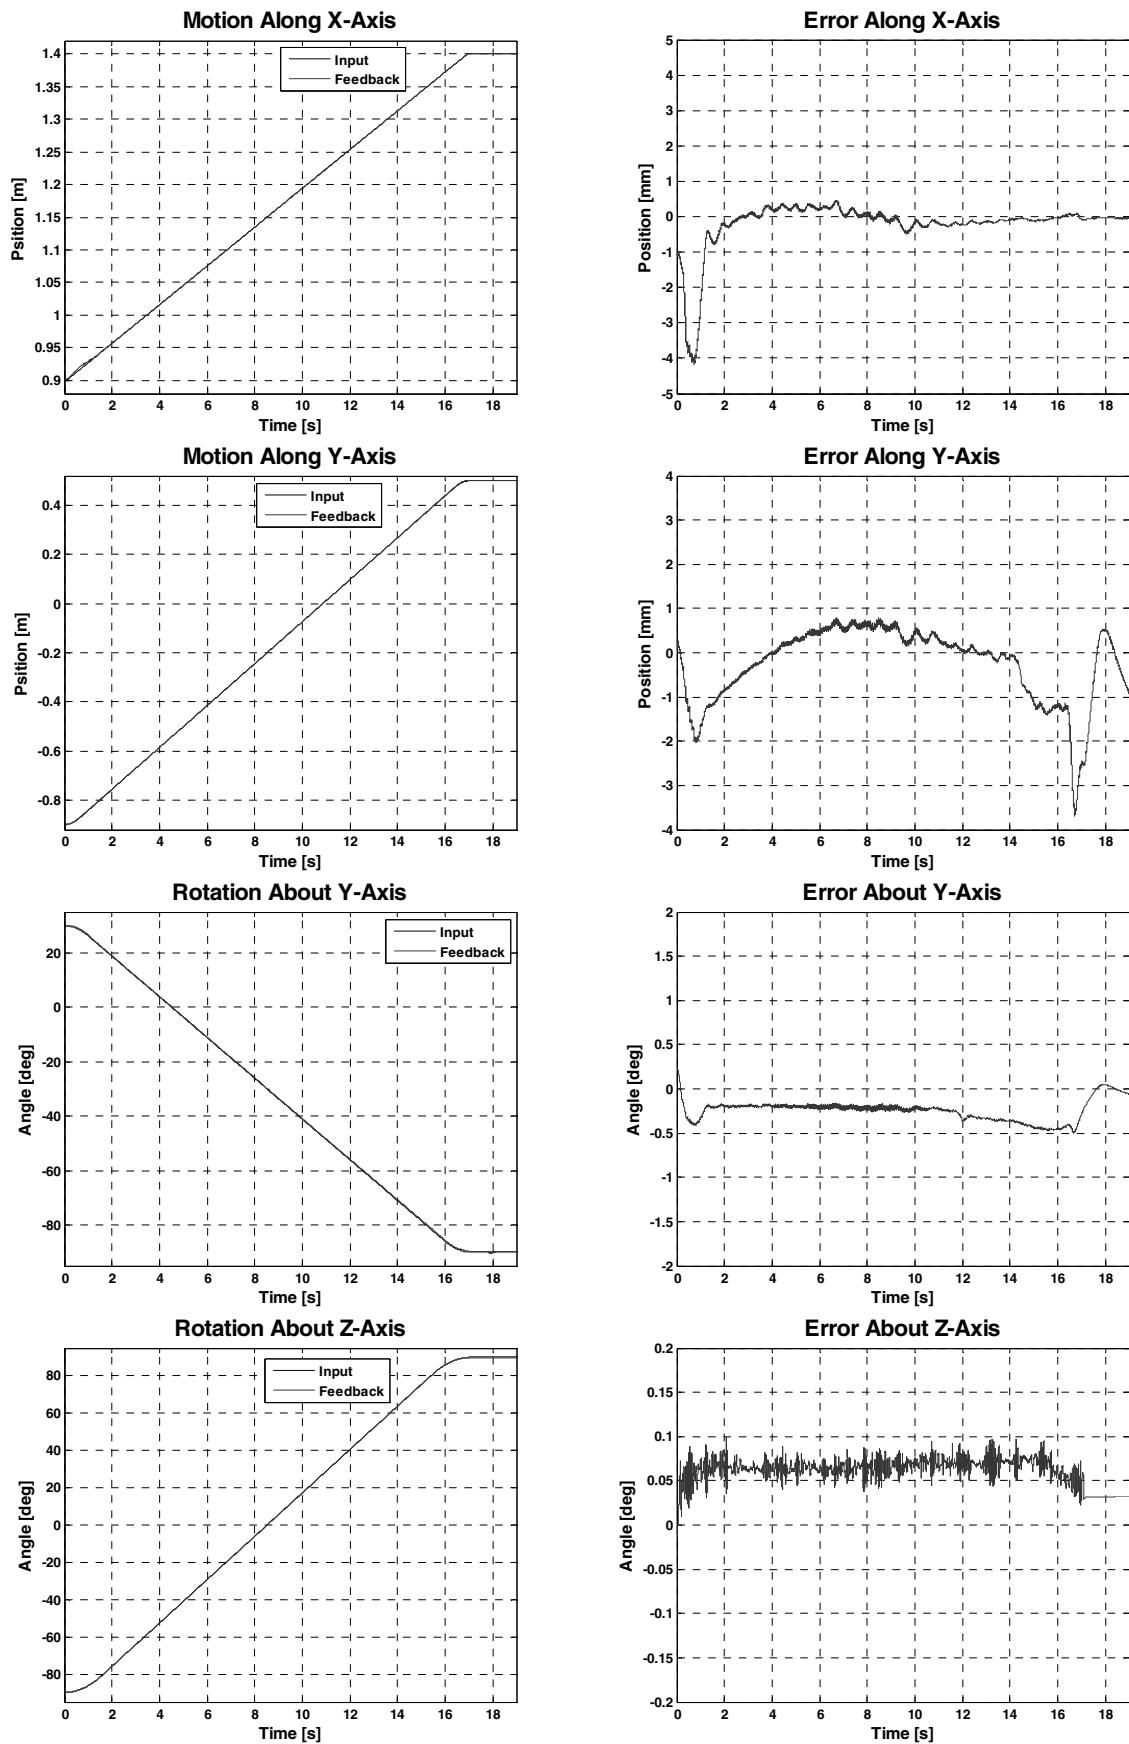 Motion Along X-Axis
1.4
1.35
1.3
1.25
1.2
1.15
1.1
1.05
1
0.95
0.9
Psition [m]
Input
Feedback
0 2 4 6 8 10 12 14 16 18
Time [s]
Error Along X-Axis
5
4
3
2
1
0
-1
-2
-3
-4
-5
Position [mm]
0 2 4 6 8 10 12 14 16 18
Time [s]
Motion Along Y-Axis
0.4
0.2
0
-0.2
-0.4
-0.6
-0.8
Psition [m]
Input
Feedback
0 2 4 6 8 10 12 14 16 18
Time [s]
Error Along Y-Axis
4
3
2
1
0
-1
-2
-3
-4
Position [mm]
0 2 4 6 8 10 12 14 16 18
Time [s]
Rotation About Y-Axis
20
0
-20
-40
-60
-80
Angle [deg]
Input
Feedback
0 2 4 6 8 10 12 14 16 18
Time [s]
Error About Y-Axis
2
1.5
1
0.5
0
-0.5
-1
-1.5
-2
Angle [deg]
0 2 4 6 8 10 12 14 16 18
Time [s]
Rotation About Z-Axis
80
60
40
20
0
-20
-40
-60
-80
Angle [deg]
Input
Feedback
0 2 4 6 8 10 12 14 16 18
Time [s]
Error About Z-Axis
0.2
0.15
0.1
0.05
0
-0.05
-0.1
-0.15
-0.2
Angle [deg]
0 2 4 6 8 10 12 14 16 18
Time [s]